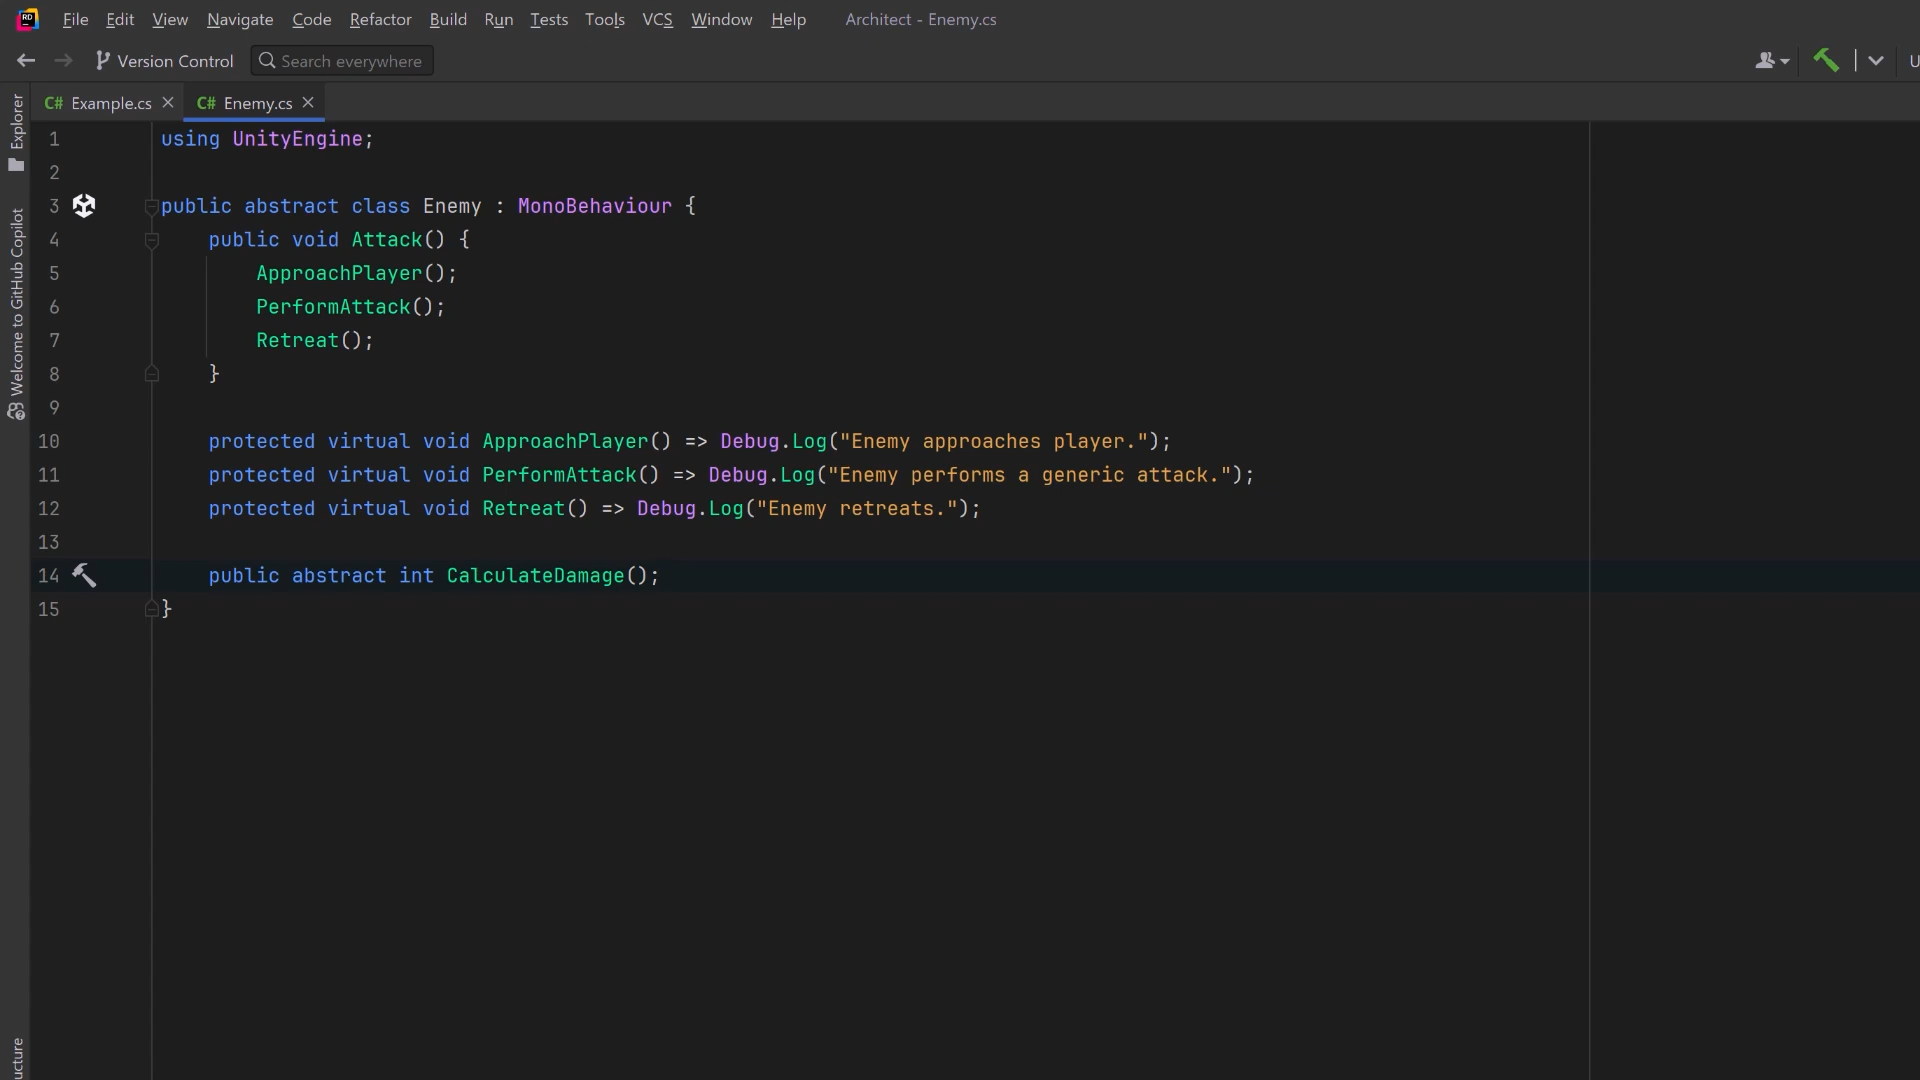 RD File Edit View Navigate Code Refactor Build Run Tests Tools VCS Window Help Architect - Enemy.cs
Version Control Search everywhere U
C# Example.cs C# Enemy.cs
Explorer
Welcome to GitHub Copilot
ucture
1 using UnityEngine;
2
3 public abstract class Enemy : MonoBehaviour {
4 public void Attack() {
5 ApproachPlayer();
6 PerformAttack();
7 Retreat();
8 }
9
10 protected virtual void ApproachPlayer() => Debug.Log("Enemy approaches player.");
11 protected virtual void PerformAttack() => Debug.Log("Enemy performs a generic attack.");
12 protected virtual void Retreat() => Debug.Log("Enemy retreats.");
13
14 public abstract int CalculateDamage();
15 }